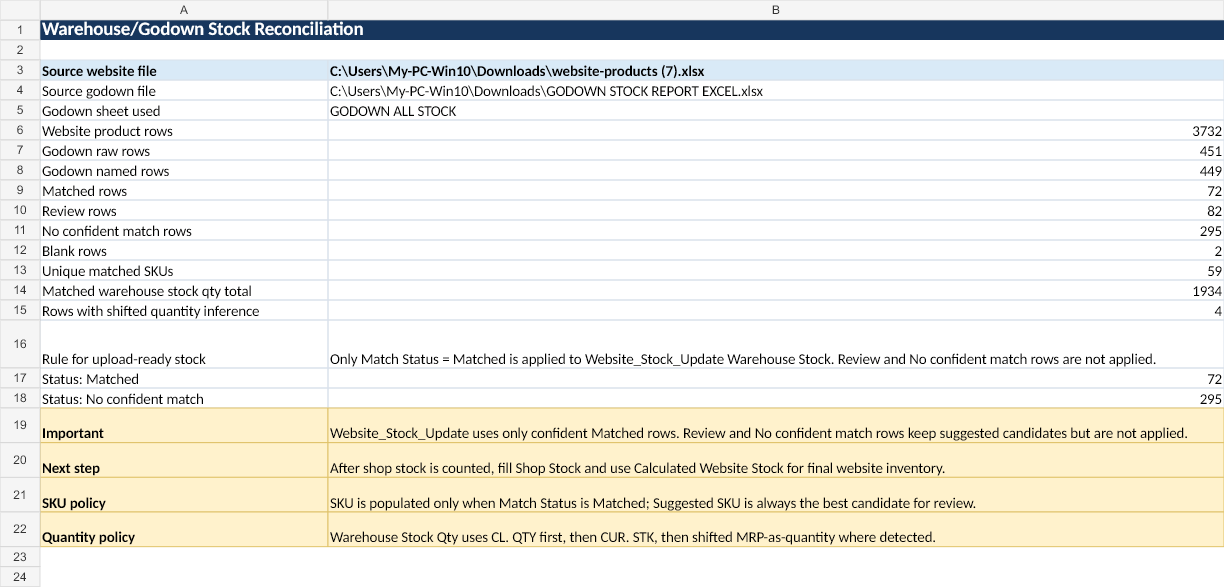 A B
1 Warehouse/Godown Stock Reconciliation
2
3 Source website file C:\Users\My-PC-Win10\Downloads\website-products (7).xlsx
4 Source godown file C:\Users\My-PC-Win10\Downloads\GODOWN STOCK REPORT EXCEL.xlsx
5 Godown sheet used GODOWN ALL STOCK
6 Website product rows 3732
7 Godown raw rows 451
8 Godown named rows 449
9 Matched rows 72
10 Review rows 82
11 No confident match rows 295
12 Blank rows 2
13 Unique matched SKUs 59
14 Matched warehouse stock qty total 1934
15 Rows with shifted quantity inference 4
16 Rule for upload-ready stock Only Match Status = Matched is applied to Website_Stock_Update Warehouse Stock. Review and No confident match rows are not applied.
17 Status: Matched 72
18 Status: No confident match 295
19 Important Website_Stock_Update uses only confident Matched rows. Review and No confident match rows keep suggested candidates but are not applied.
20 Next step After shop stock is counted, fill Shop Stock and use Calculated Website Stock for final website inventory.
21 SKU policy SKU is populated only when Match Status is Matched; Suggested SKU is always the best candidate for review.
22 Quantity policy Warehouse Stock Qty uses CL. QTY first, then CUR. STK, then shifted MRP-as-quantity where detected.
23
24